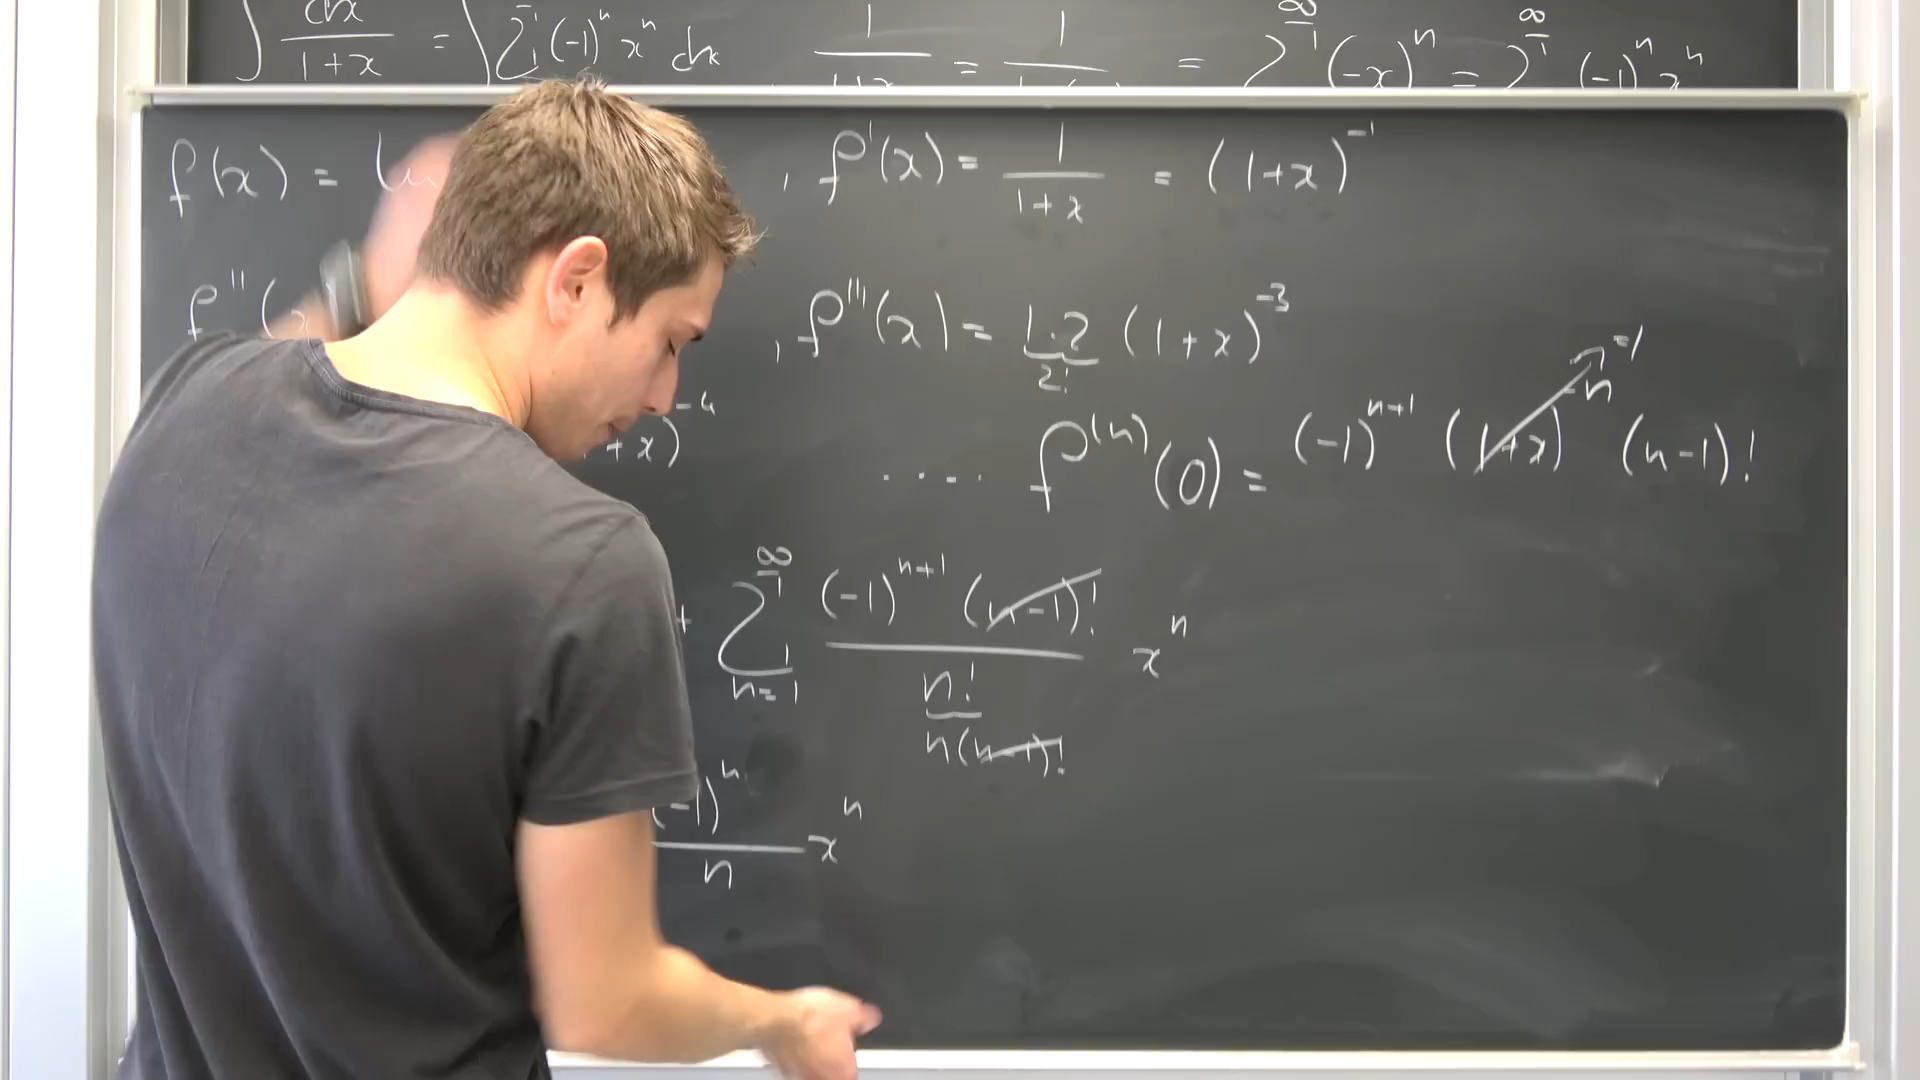 ∫ dx/(1+x) = ∫ ∑ (-1)^n x^n dx , 1/(1+x) = 1/ = ∑^∞ (-x)^n = ∑^∞ (-1)^n x^n
f(x) = ln , f'(x) = 1/(1+x) = (1+x)^-1
f''(x , f'''(x) = 1·2 (1+x)^-3
2!
+x)^-4 ..... f^(n)(0) = (-1)^(n+1) (1+x)^-n (n-1)!
=1
+ ∑_{n=1}^∞ (-1)^(n+1) (n-1)! / n! x^n
n(n-1)!
(-1)^n / n x^n